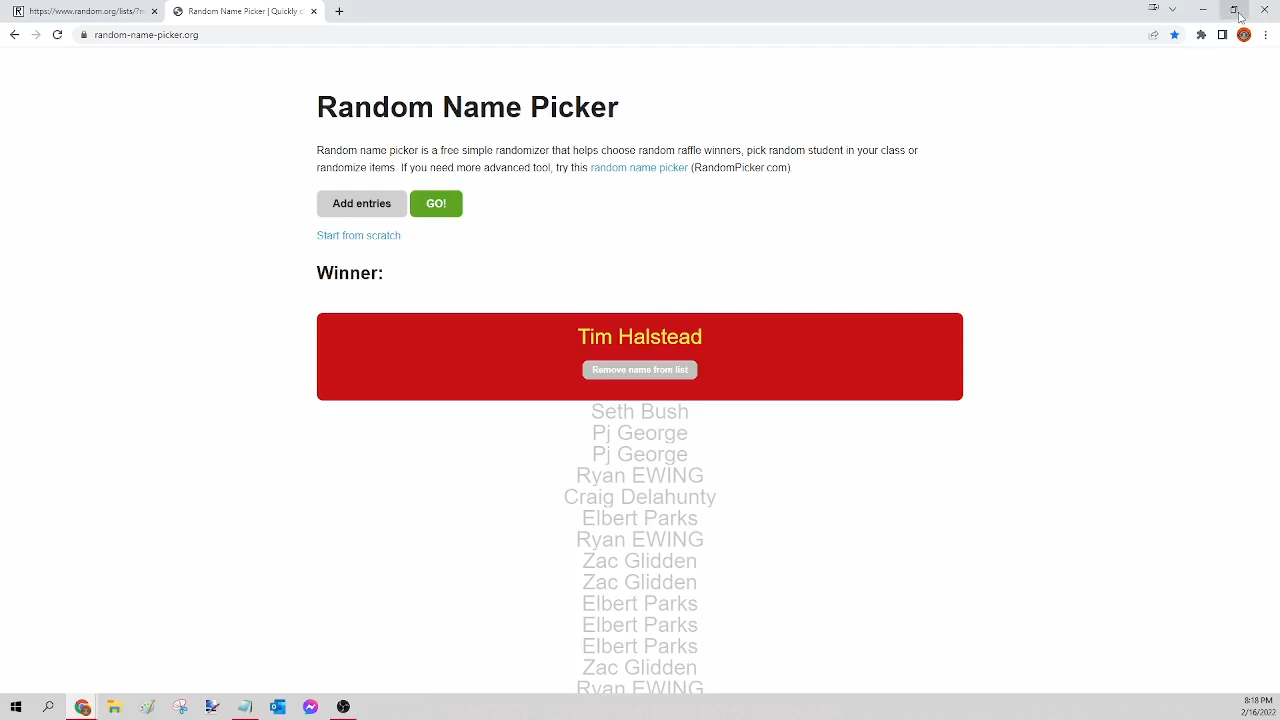 https://www.random.org/lists/?m
Random Name Picker | Quickly c
random-name-picker.org
Random Name Picker
Random name picker is a free simple randomizer that helps choose random raffle winners, pick random student in your class or
randomize items. If you need more advanced tool, try this random name picker (RandomPicker.com).
Add entries GO!
Start from scratch
Winner:
Tim Halstead
Remove name from list
Seth Bush
Pj George
Pj George
Ryan EWING
Craig Delahunty
Elbert Parks
Ryan EWING
Zac Glidden
Zac Glidden
Elbert Parks
Elbert Parks
Elbert Parks
Zac Glidden
Ryan EWING
8:18 PM
2/16/2022